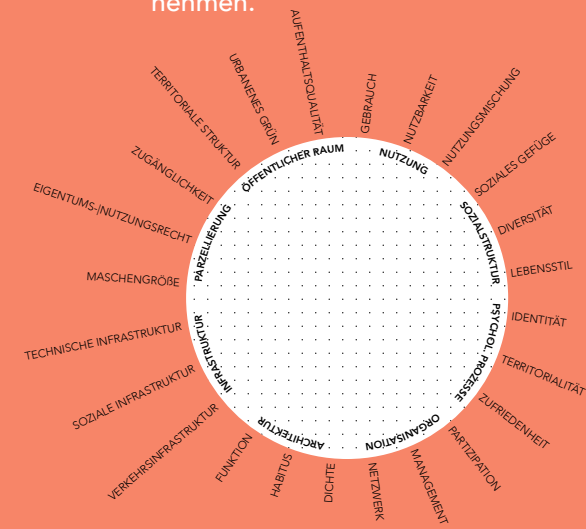 nehmen.
AUFENTHALTSQUALITÄT
GEBRAUCH
NUTZBARKEIT
NUTZUNGSMISCHUNG
SOZIALES GEFÜGE
DIVERSITÄT
LEBENSSTIL
IDENTITÄT
TERRITORIALITÄT
ZUFRIEDENHEIT
PARTIZIPATION
MANAGEMENT
NETZWERK
DICHTE
HABITUS
FUNKTION
VERKEHRSINFRASTRUKTUR
SOZIALE INFRASTRUKTUR
TECHNISCHE INFRASTRUKTUR
MASCHENGRÖßE
EIGENTUMS-/NUTZUNGSRECHT
ZUGÄNGLICHKEIT
TERRITORIALE STRUKTUR
URBANENES GRÜN
ÖFFENTLICHER RAUM
NUTZUNG
SOZIALSTRUKTUR
PSYCHOL. PROZESSE
ORGANISATION
ARCHITEKTUR
INFRASTRUKTUR
PARZELLIERUNG